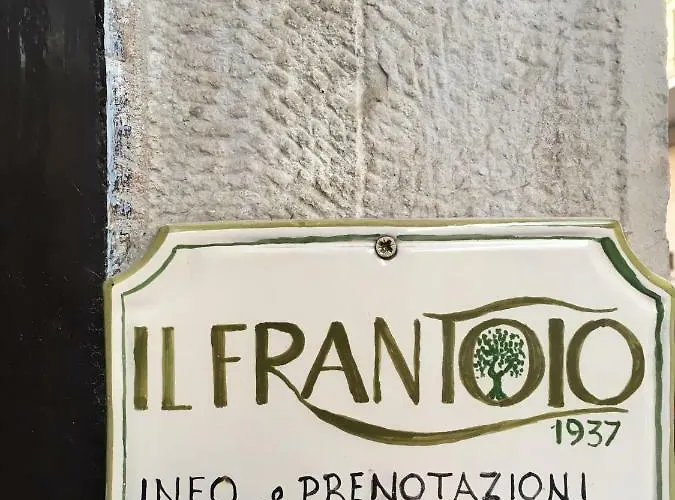 IL FRANTOIO
1937
INFO e PRENOTAZIONI